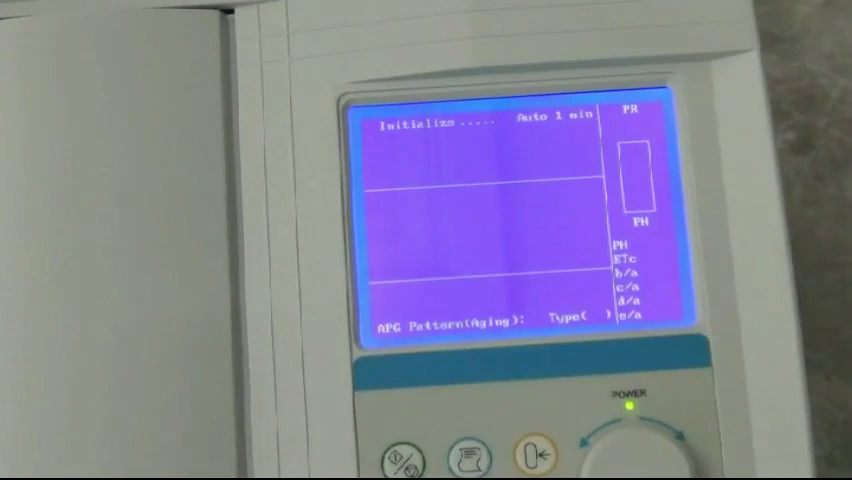 Initialize ..... Auto 1 min
PR
PH
PH
ETc
b/a
c/a
d/a
e/a
APG Pattern(Aging): Type( )
POWER